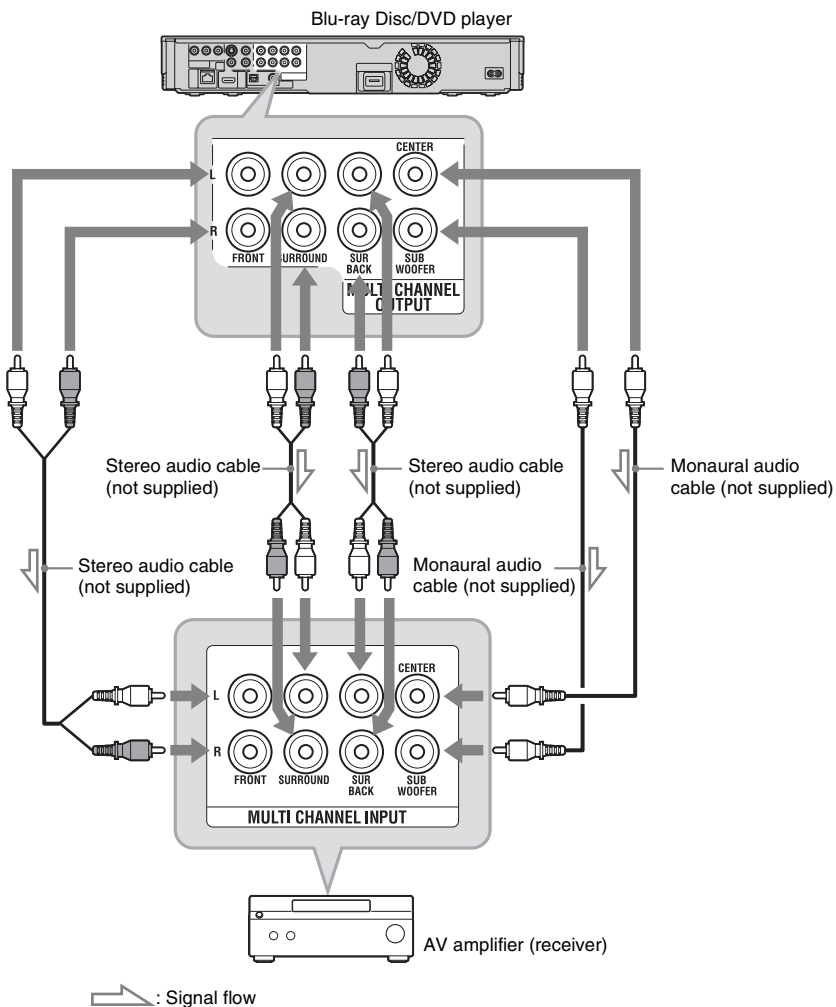 Blu-ray Disc/DVD player
CENTER
L
R
FRONT SURROUND SUR BACK SUB WOOFER
MULTI CHANNEL
OUTPUT
Stereo audio cable
(not supplied)
Stereo audio cable
(not supplied)
Monaural audio
cable (not supplied)
Stereo audio cable
(not supplied)
Monaural audio
cable (not supplied)
CENTER
L
R
FRONT SURROUND SUR BACK SUB WOOFER
MULTI CHANNEL INPUT
AV amplifier (receiver)
: Signal flow